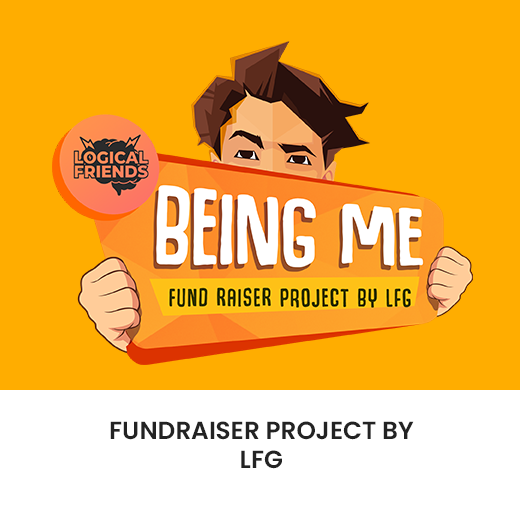 LOGICAL
FRIENDS
BEING ME
FUND RAISER PROJECT BY LFG
FUNDRAISER PROJECT BY
LFG